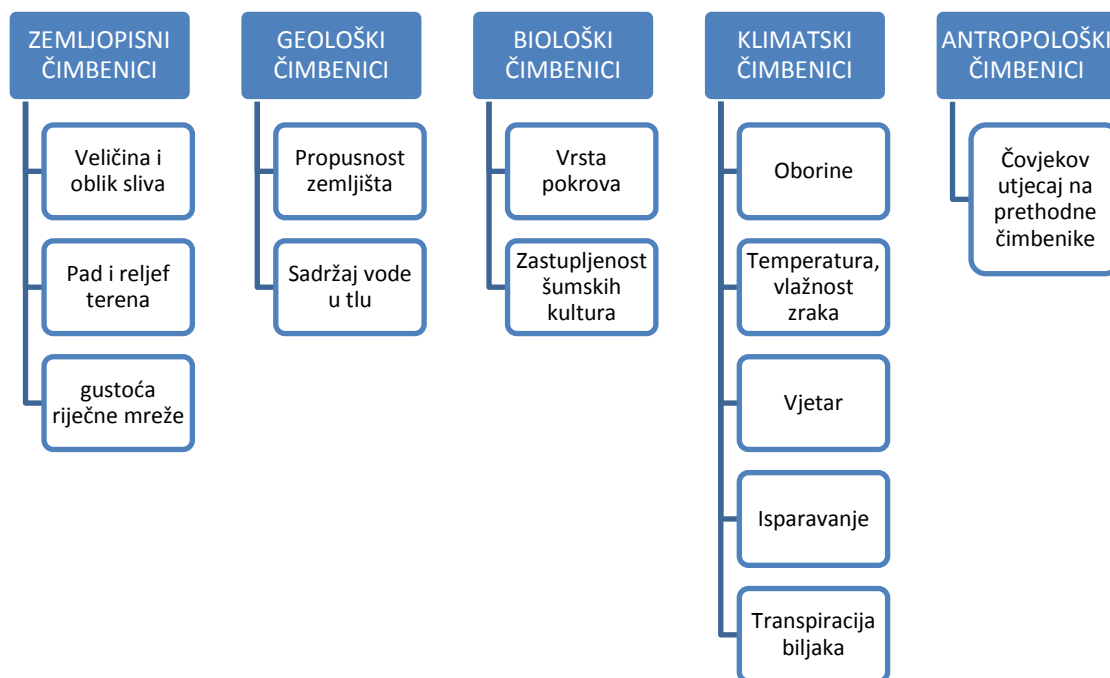 ZEMLJOPISNI
ČIMBENICI
Veličina i
oblik sliva
Pad i reljef
terena
gustoća
riječne mreže
GEOLOŠKI
ČIMBENICI
Propusnost
zemljišta
Sadržaj vode
u tlu
BIOLOŠKI
ČIMBENICI
Vrsta
pokrova
Zastupljenost
šumskih
kultura
KLIMATSKI
ČIMBENICI
Oborine
Temperatura,
vlažnost
zraka
Vjetar
Isparavanje
Transpiracija
biljaka
ANTROPOLOŠKI
ČIMBENICI
Čovjekov
utjecaj na
prethodne
čimbenike